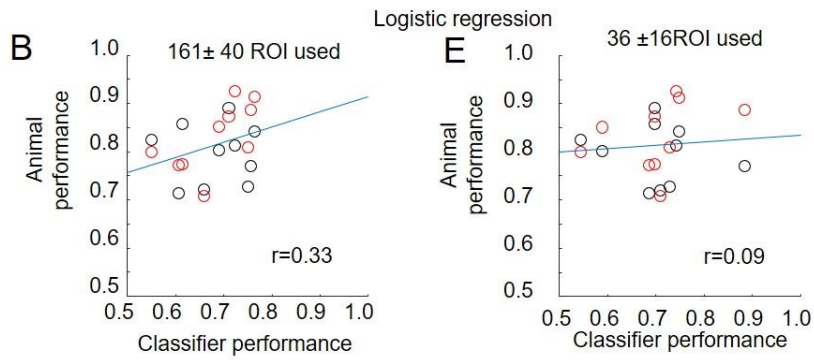 Logistic regression
B
161± 40 ROI used
Animal
performance
1.0
0.9
0.8
0.7
0.6
0.5
r=0.33
0.5 0.6 0.7 0.8 0.9 1.0
Classifier performance
E
36 ±16ROI used
Animal
performance
1.0
0.9
0.8
0.7
0.6
0.5
r=0.09
0.5 0.6 0.7 0.8 0.9 1.0
Classifier performance